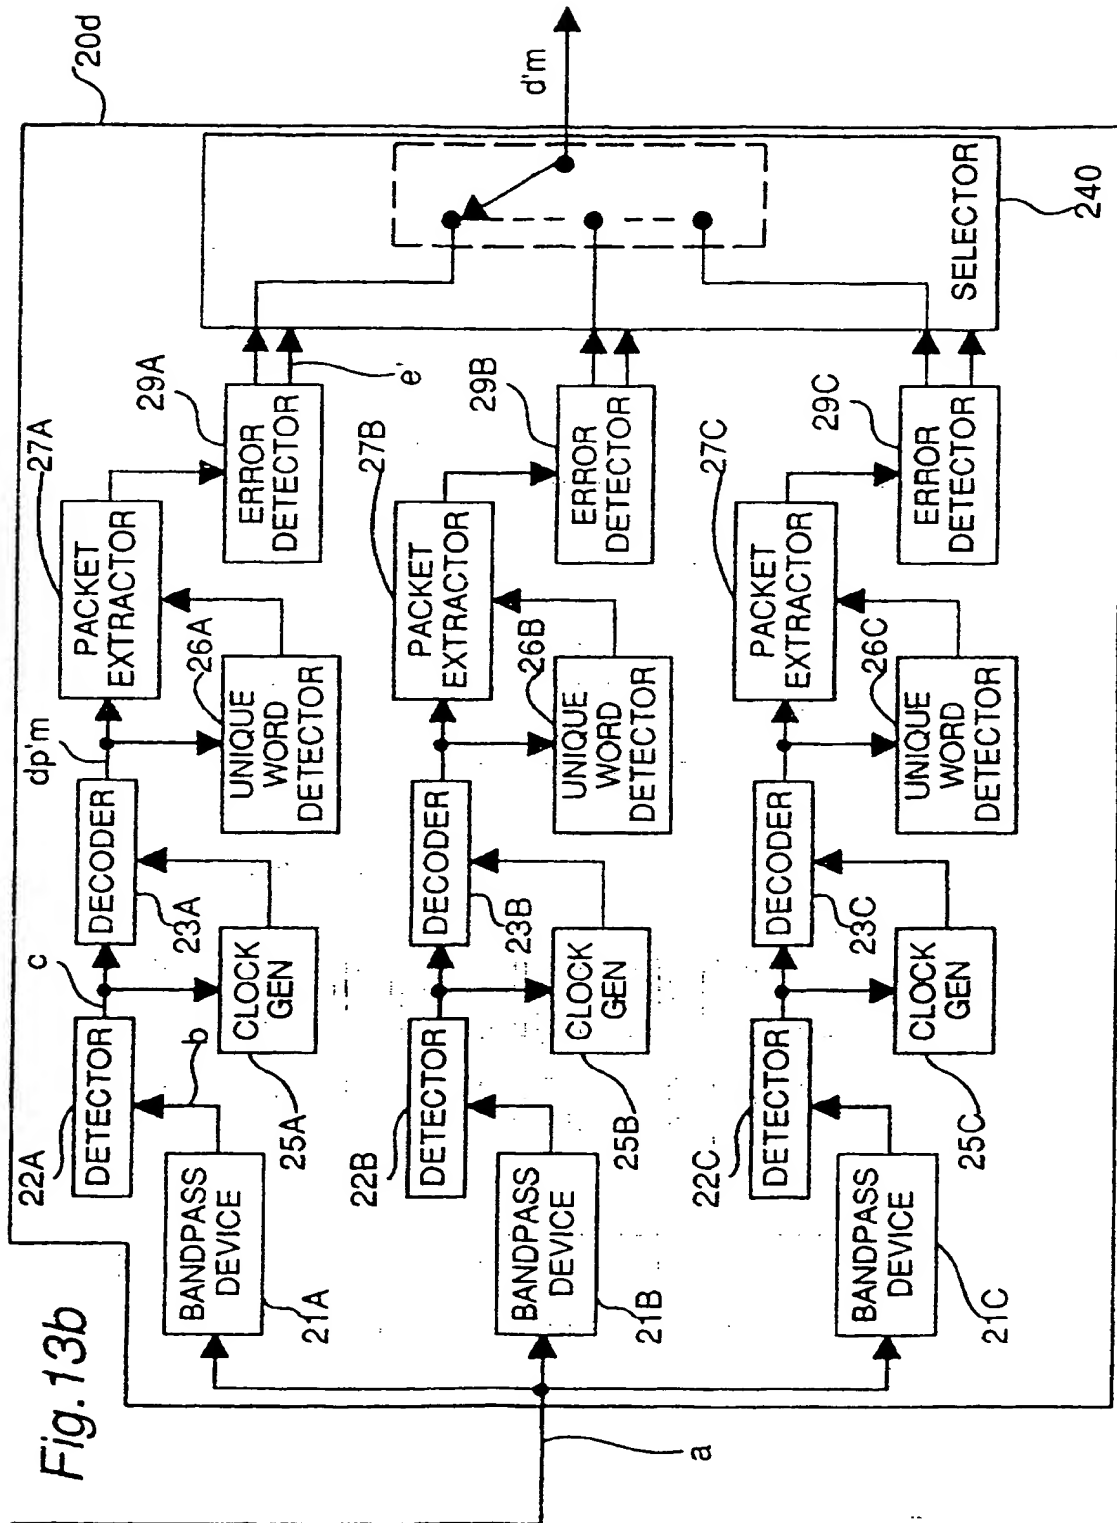 Fig.13b
20d
a
BANDPASS
DEVICE
21A
b
22A
DETECTOR
c
CLOCK
GEN
25A
DECODER
23A
dp'm
UNIQUE
WORD
DETECTOR
26A
PACKET
EXTRACTOR
27A
ERROR
DETECTOR
29A
e'
BANDPASS
DEVICE
21B
22B
DETECTOR
CLOCK
GEN
25B
DECODER
23B
UNIQUE
WORD
DETECTOR
26B
PACKET
EXTRACTOR
27B
ERROR
DETECTOR
29B
BANDPASS
DEVICE
21C
22C
DETECTOR
CLOCK
GEN
25C
DECODER
23C
UNIQUE
WORD
DETECTOR
26C
PACKET
EXTRACTOR
27C
ERROR
DETECTOR
29C
SELECTOR
240
d'm